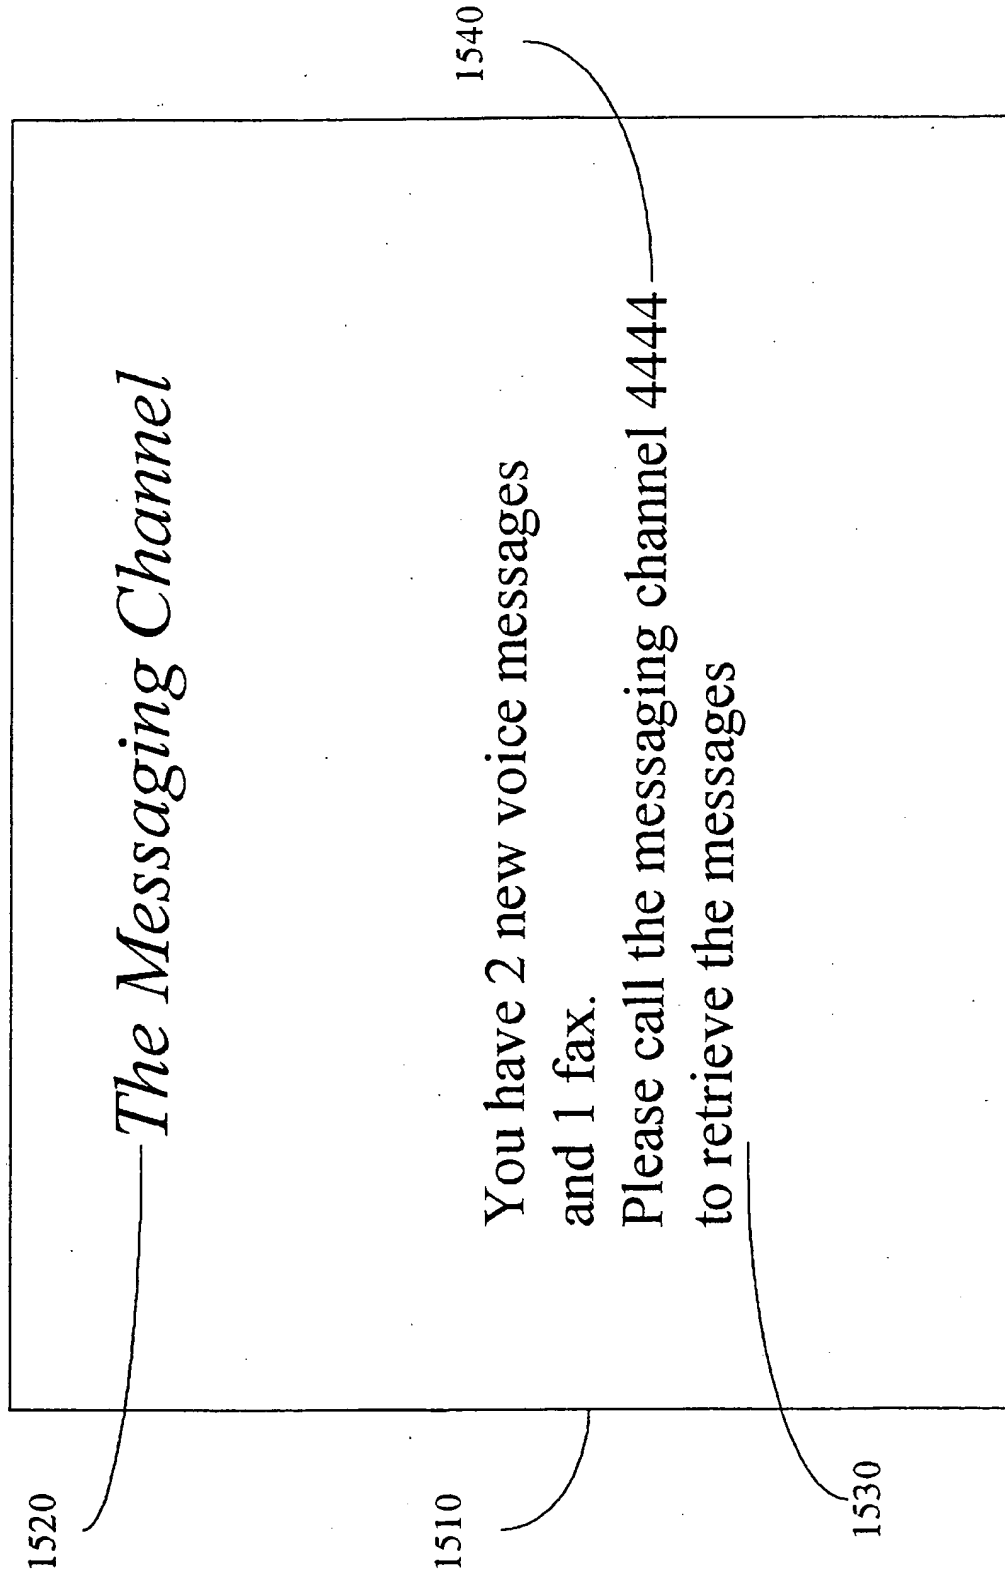 1520
The Messaging Channel
1540
1510
You have 2 new voice messages
and 1 fax.
Please call the messaging channel 4444
to retrieve the messages
1530